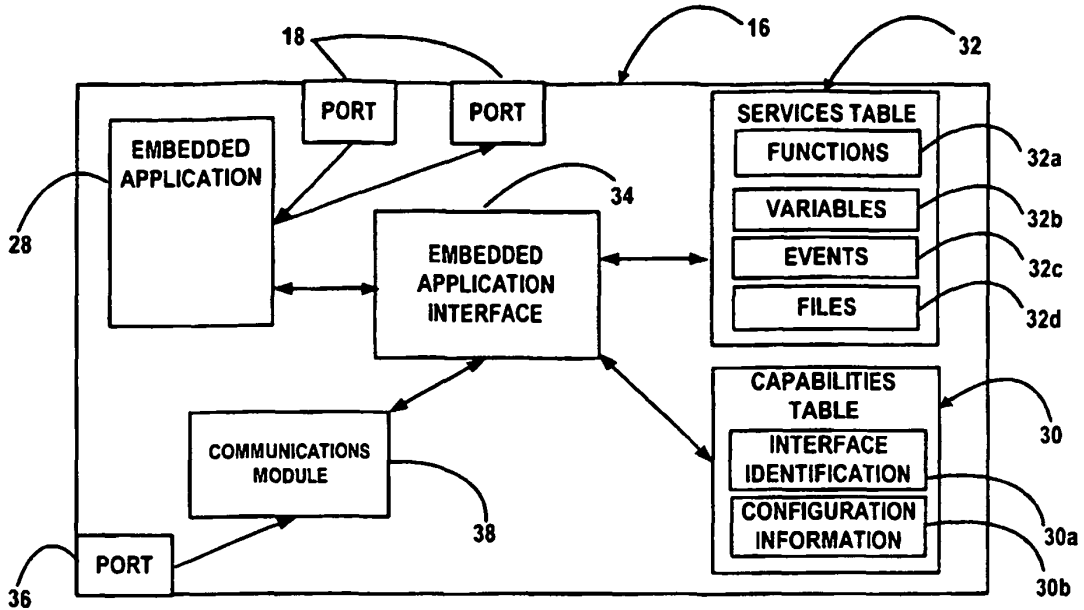 18
16
32
PORT
PORT
SERVICES TABLE
FUNCTIONS
VARIABLES
EVENTS
FILES
32a
32b
32c
32d
EMBEDDED
APPLICATION
28
34
EMBEDDED
APPLICATION
INTERFACE
CAPABILITIES
TABLE
INTERFACE
IDENTIFICATION
CONFIGURATION
INFORMATION
30
30a
30b
COMMUNICATIONS
MODULE
38
PORT
36